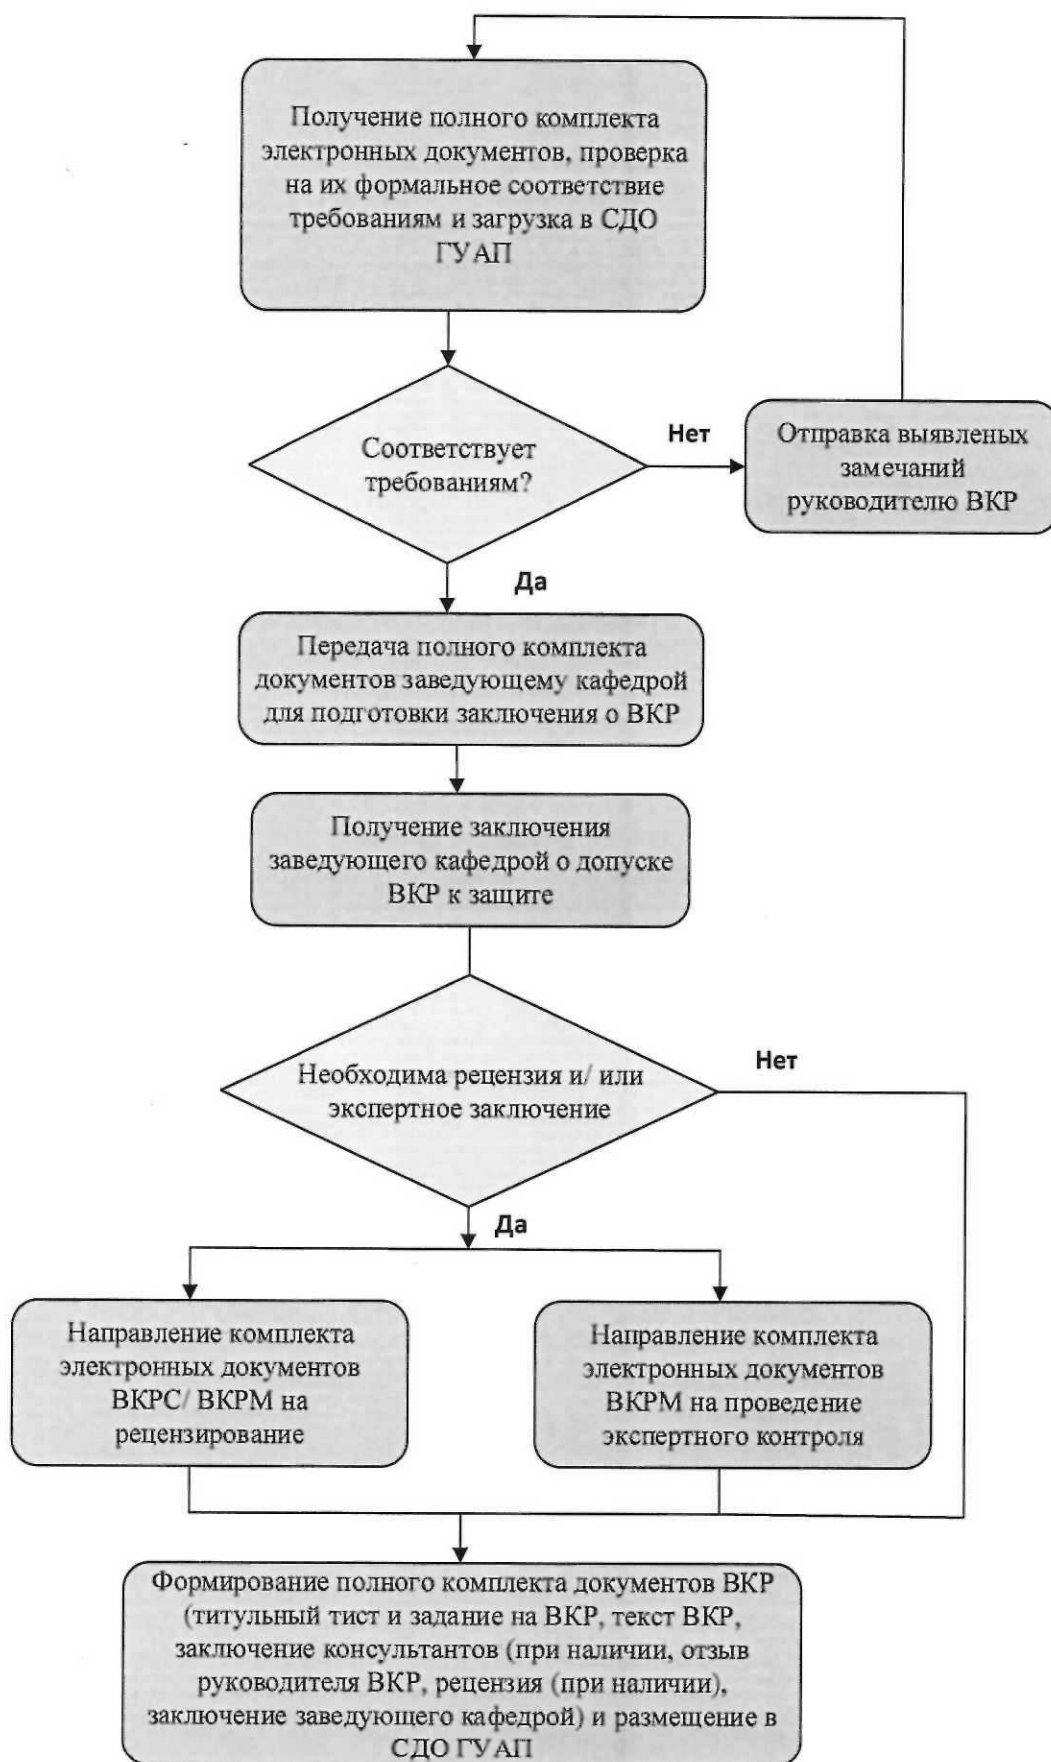 Получение полного комплекта
электронных документов, проверка
на их формальное соответствие
требованиям и загрузка в СДО
ГУАП
Соответствует
требованиям?
Нет
Отправка выявленых
замечаний
руководителю ВКР
Да
Передача полного комплекта
документов заведующему кафедрой
для подготовки заключения о ВКР
Получение заключения
заведующего кафедрой о допуске
ВКР к защите
Необходима рецензия и/ или
экспертное заключение
Нет
Да
Направление комплекта
электронных документов
ВКРС/ ВКРМ на
рецензирование
Направление комплекта
электронных документов
ВКРМ на проведение
экспертного контроля
Формирование полного комплекта документов ВКР
(титульный тист и задание на ВКР, текст ВКР,
заключение консультантов (при наличии, отзыв
руководителя ВКР, рецензия (при наличии),
заключение заведующего кафедрой) и размещение в
СДО ГУАП